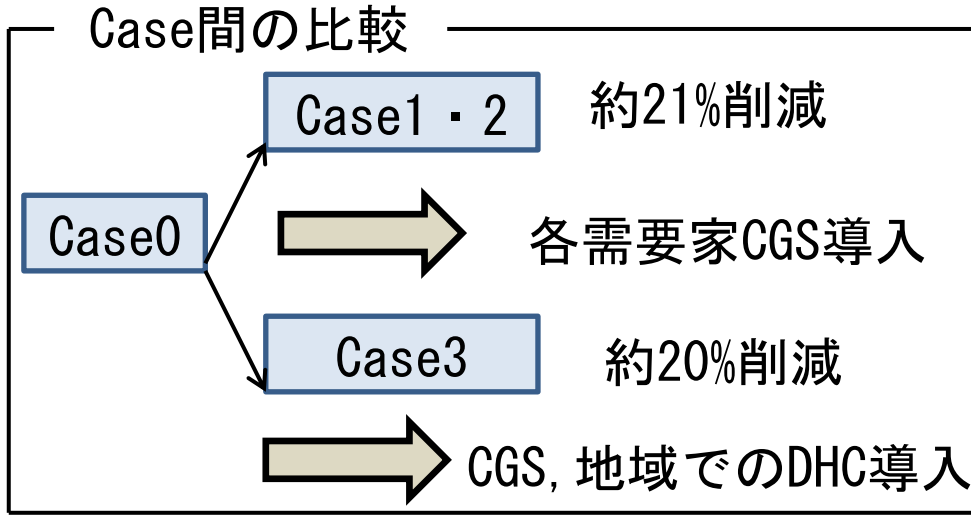 Case間の比較
Case1・2
約21%削減
Case0
各需要家CGS導入
Case3
約20%削減
CGS,地域でのDHC導入